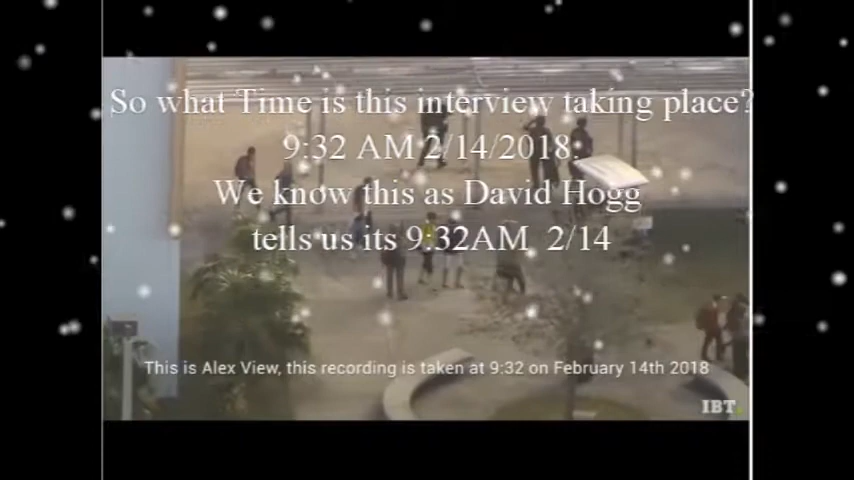 So what Time is this interview taking place?
9:32 AM 2/14/2018.
We know this as David Hogg
tells us its 9:32AM 2/14
This is Alex View, this recording is taken at 9:32 on February 14th 2018
IBT